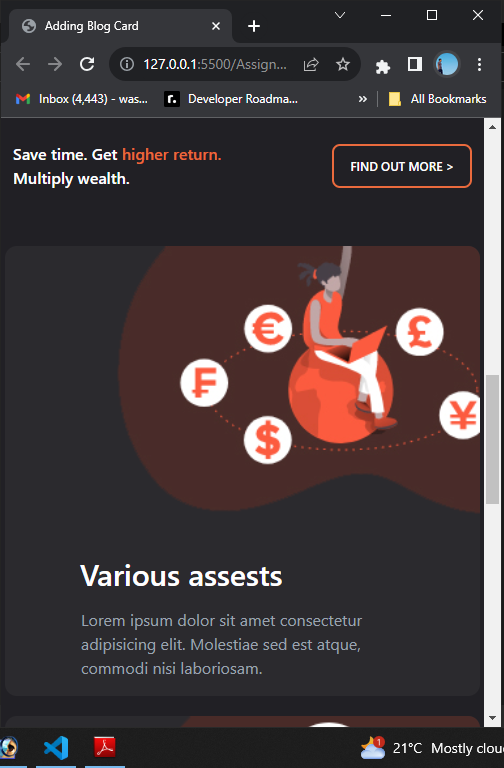 Adding Blog Card
127.0.0.1:5500/Assign...
Inbox (4,443) - was...
Developer Roadma...
»
All Bookmarks
Save time. Get higher return.
Multiply wealth.
FIND OUT MORE >
€
£
₣
¥
$
Various assests
Lorem ipsum dolor sit amet consectetur
adipisicing elit. Molestiae sed est atque,
commodi nisi laboriosam.
1
21°C Mostly clou